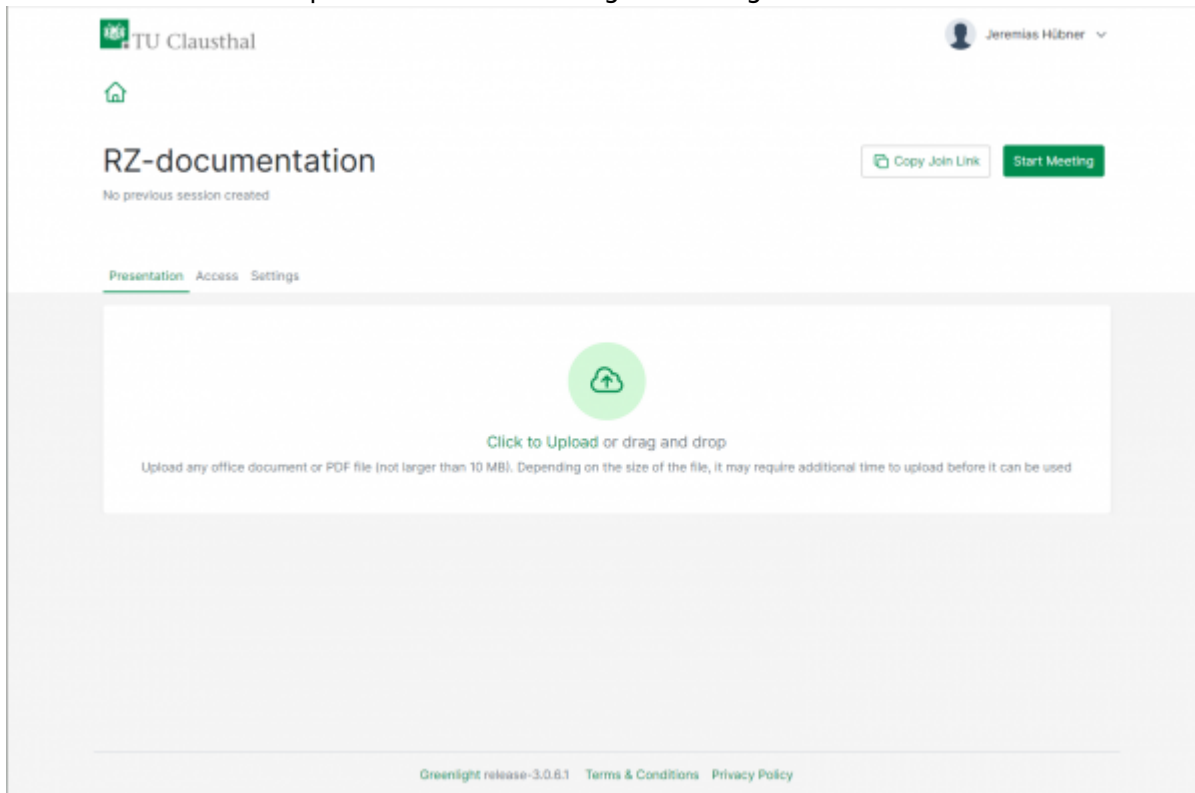 TU Clausthal
Jeremias Hübner
RZ-documentation
Copy Join Link
Start Meeting
No previous session created
Presentation Access Settings
Click to Upload or drag and drop
Upload any office document or PDF file (not larger than 10 MB). Depending on the size of the file, it may require additional time to upload before it can be used
Greenlight release-3.0.6.1 Terms & Conditions Privacy Policy